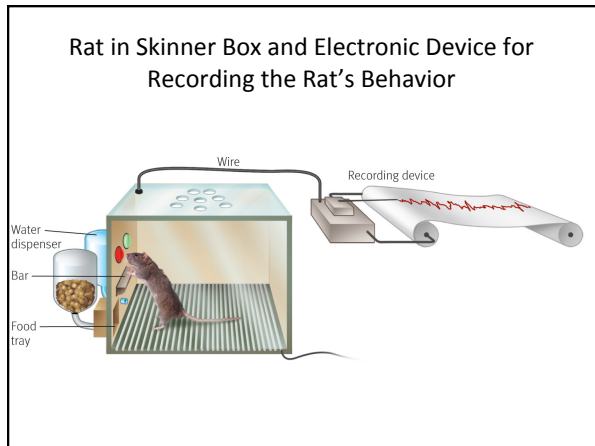 Rat in Skinner Box and Electronic Device for
Recording the Rat's Behavior
Wire
Recording device
Water
dispenser
Bar
Food
tray